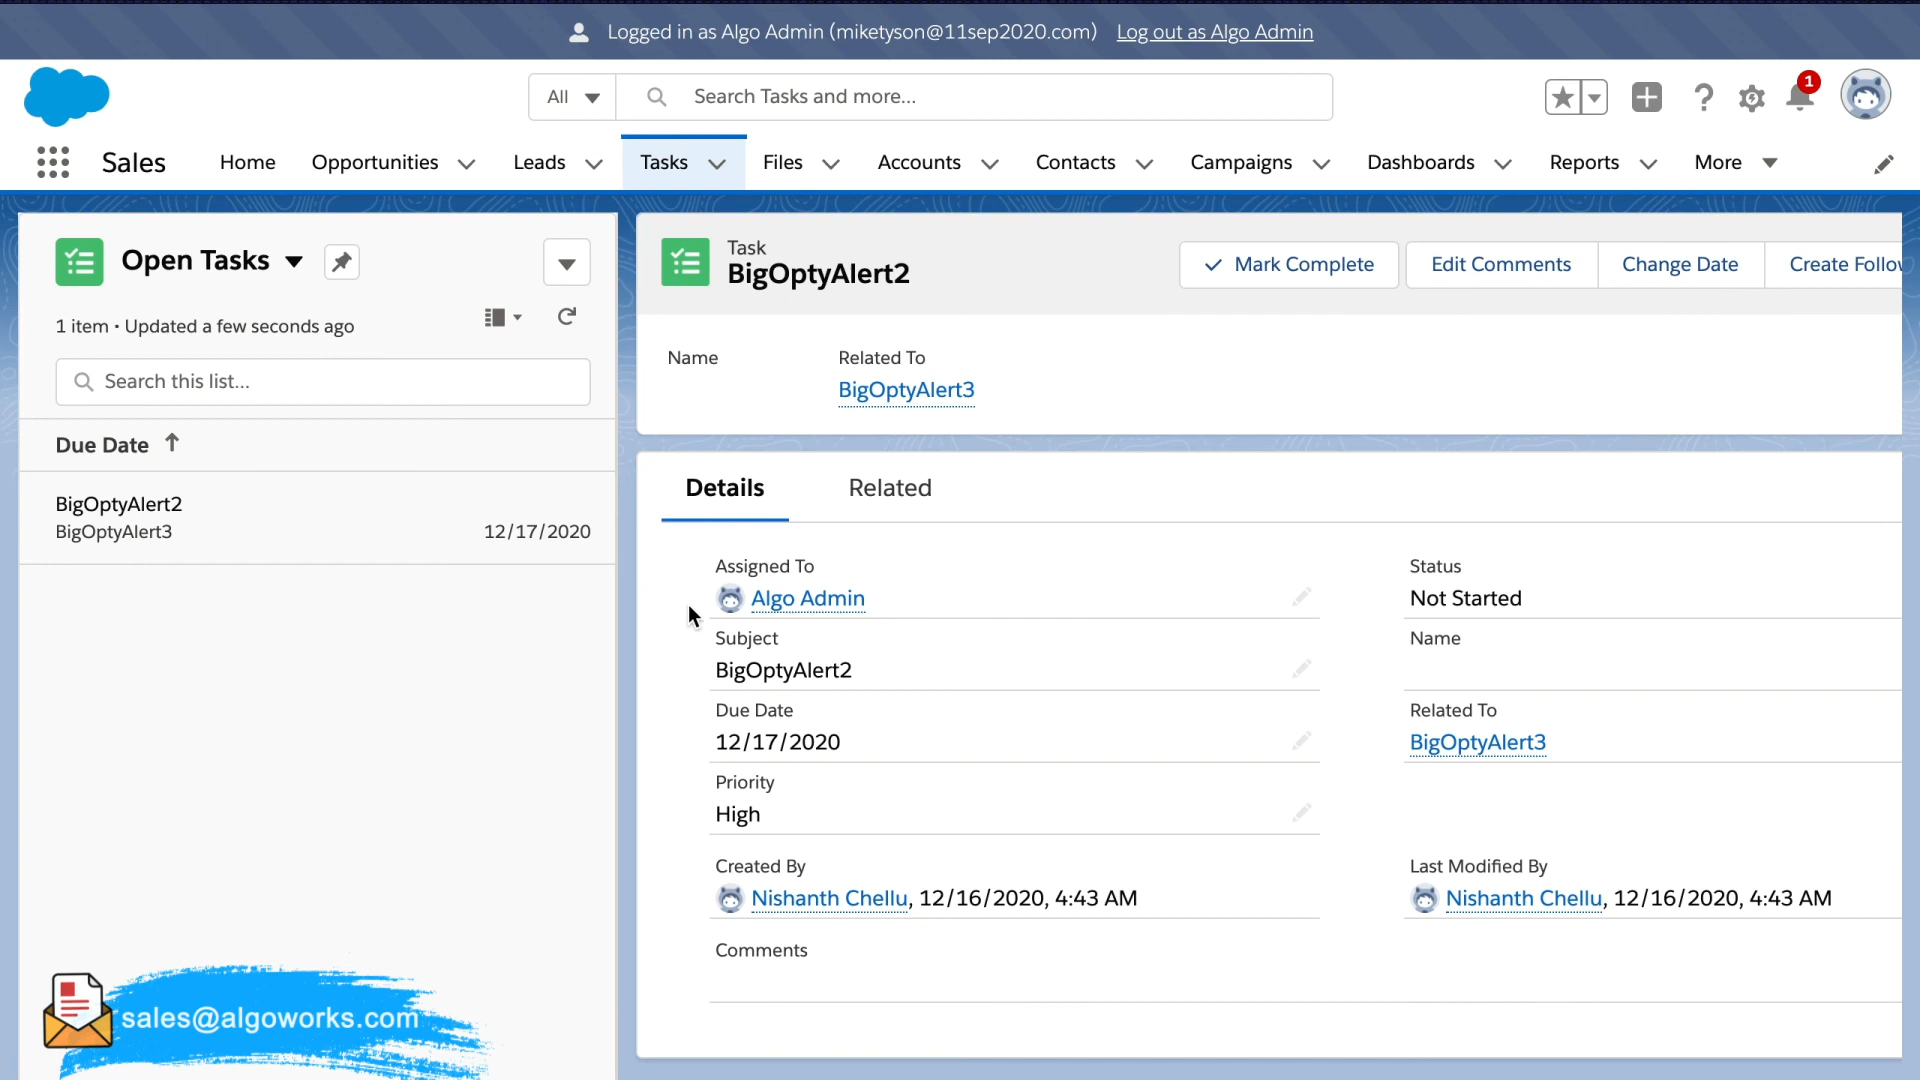 Logged in as Algo Admin (miketyson@11sep2020.com) Log out as Algo Admin
All Search Tasks and more... 1
Sales Home Opportunities Leads Tasks Files Accounts Contacts Campaigns Dashboards Reports More
Open Tasks
1 item • Updated a few seconds ago
Search this list...
Due Date
BigOptyAlert2
BigOptyAlert3 12/17/2020
Task
BigOptyAlert2
Mark Complete Edit Comments Change Date Create Follow
Name Related To
BigOptyAlert3
Details Related
Assigned To Status
Algo Admin Not Started
Subject Name
BigOptyAlert2
Due Date Related To
12/17/2020 BigOptyAlert3
Priority
High
Created By Last Modified By
Nishanth Chellu, 12/16/2020, 4:43 AM Nishanth Chellu, 12/16/2020, 4:43 AM
Comments
sales@algoworks.com